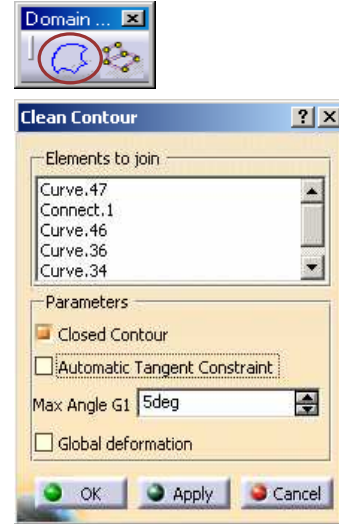 Domain ...
Clean Contour
Elements to join
Curve.47
Connect.1
Curve.46
Curve.36
Curve.34
Parameters
Closed Contour
Automatic Tangent Constraint
Max Angle G1 5deg
Global deformation
OK Apply Cancel